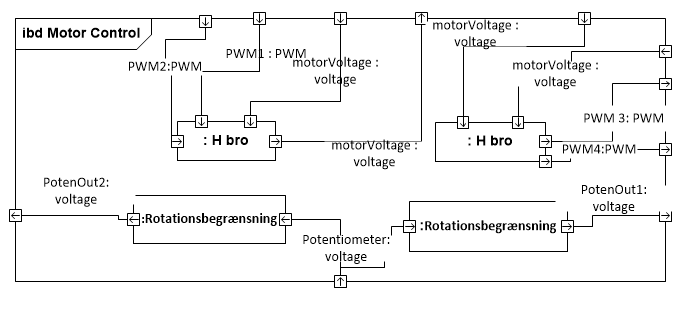 ibd Motor Control
motorVoltage :
voltage
PWM1 : PWM
PWM2:PWM
motorVoltage :
voltage
motorVoltage :
voltage
PWM 3: PWM
: H bro
motorVoltage :
voltage
: H bro
PWM4:PWM
PotenOut2:
voltage
:Rotationsbegrænsning
Potentiometer:
voltage
:Rotationsbegrænsning
PotenOut1:
voltage